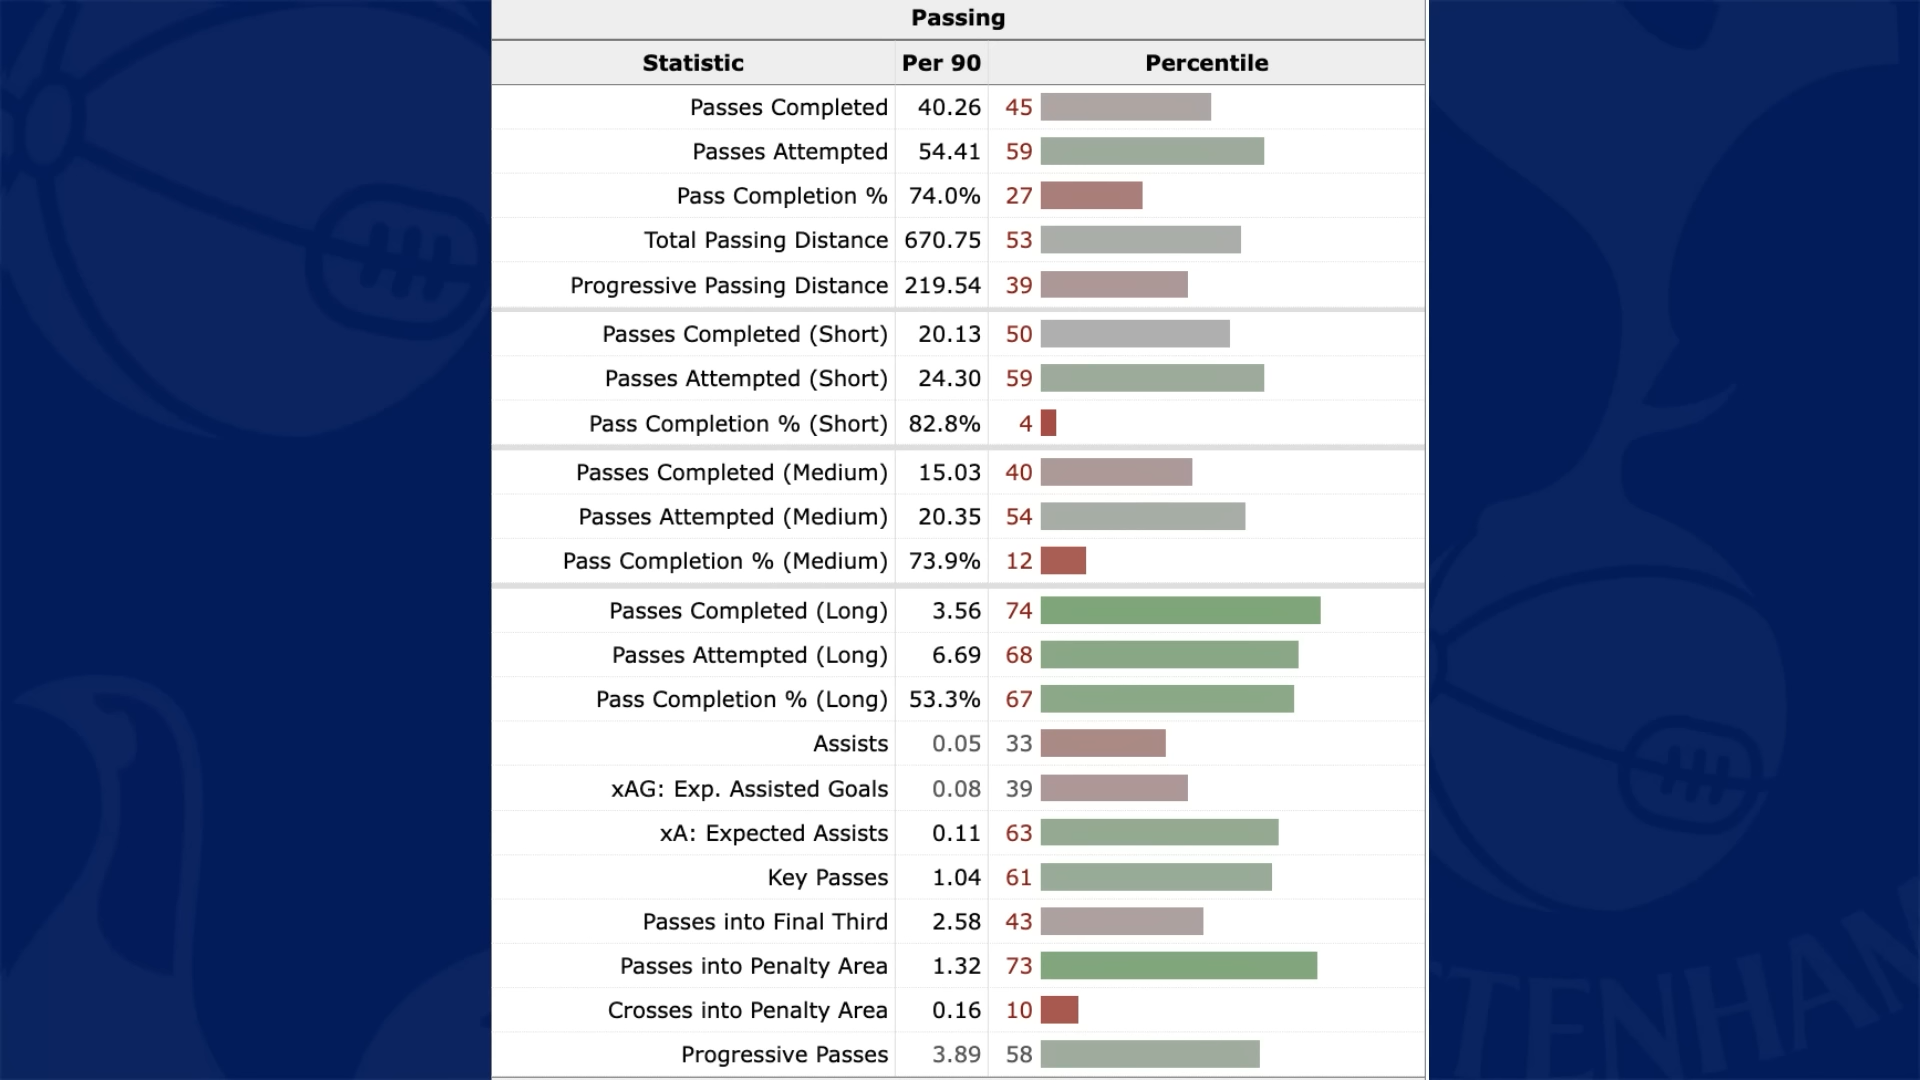 Passing
Statistic Per 90 Percentile
Passes Completed 40.26 45
Passes Attempted 54.41 59
Pass Completion % 74.0% 27
Total Passing Distance 670.75 53
Progressive Passing Distance 219.54 39
Passes Completed (Short) 20.13 50
Passes Attempted (Short) 24.30 59
Pass Completion % (Short) 82.8% 4
Passes Completed (Medium) 15.03 40
Passes Attempted (Medium) 20.35 54
Pass Completion % (Medium) 73.9% 12
Passes Completed (Long) 3.56 74
Passes Attempted (Long) 6.69 68
Pass Completion % (Long) 53.3% 67
Assists 0.05 33
xAG: Exp. Assisted Goals 0.08 39
xA: Expected Assists 0.11 63
Key Passes 1.04 61
Passes into Final Third 2.58 43
Passes into Penalty Area 1.32 73
Crosses into Penalty Area 0.16 10
Progressive Passes 3.89 58
TTENHAM